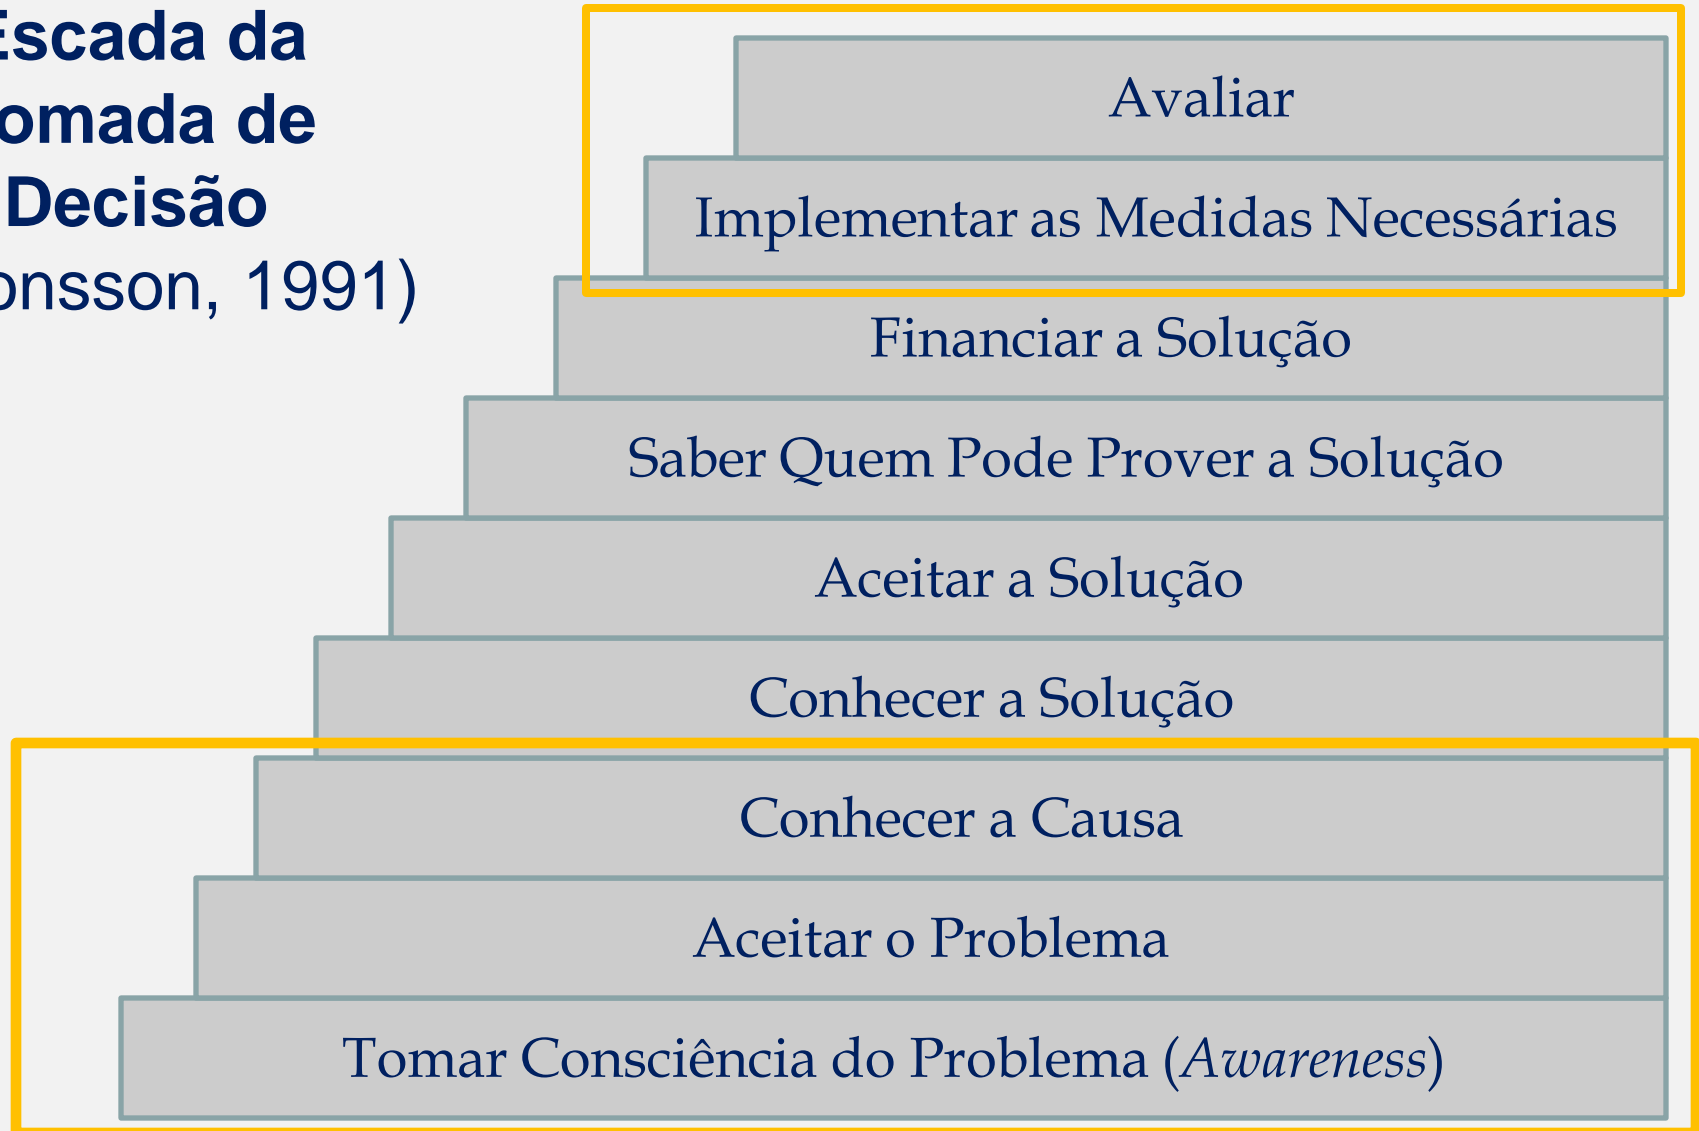 Escada da
omada de
Decisão
onsson, 1991)
Avaliar
Implementar as Medidas Necessárias
Financiar a Solução
Saber Quem Pode Prover a Solução
Aceitar a Solução
Conhecer a Solução
Conhecer a Causa
Aceitar o Problema
Tomar Consciência do Problema (Awareness)